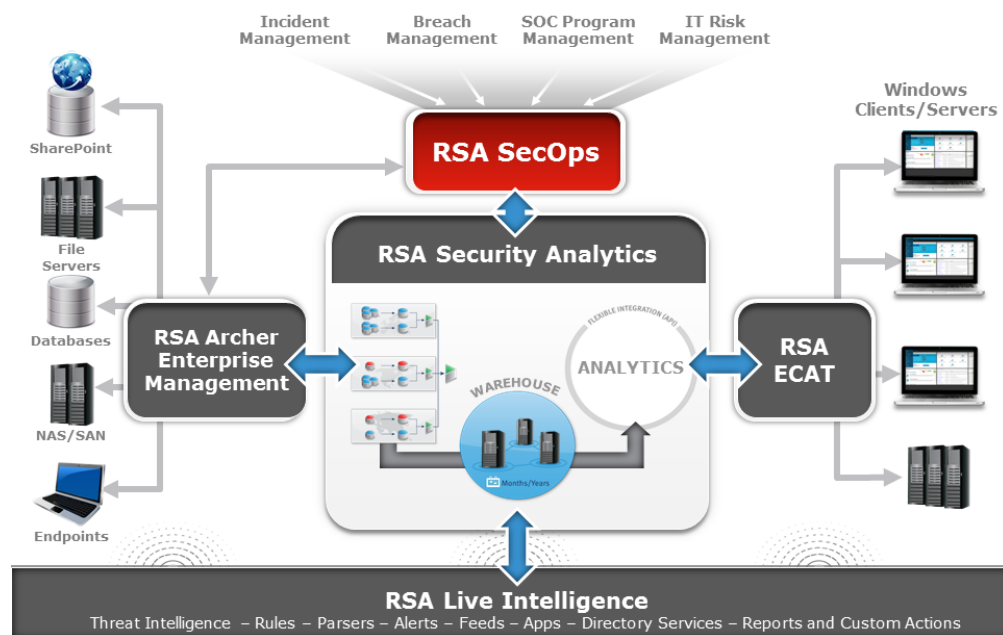 Incident
Management
Breach
Management
SOC Program
Management
IT Risk
Management
SharePoint
File
Servers
Databases
NAS/SAN
Endpoints
RSA SecOps
Windows
Clients/Servers
RSA Security Analytics
RSA Archer
Enterprise
Management
FLEXIBLE INTEGRATION (API)
ANALYTICS
WAREHOUSE
Months/Years
RSA
ECAT
RSA Live Intelligence
Threat Intelligence – Rules – Parsers – Alerts – Feeds – Apps – Directory Services – Reports and Custom Actions